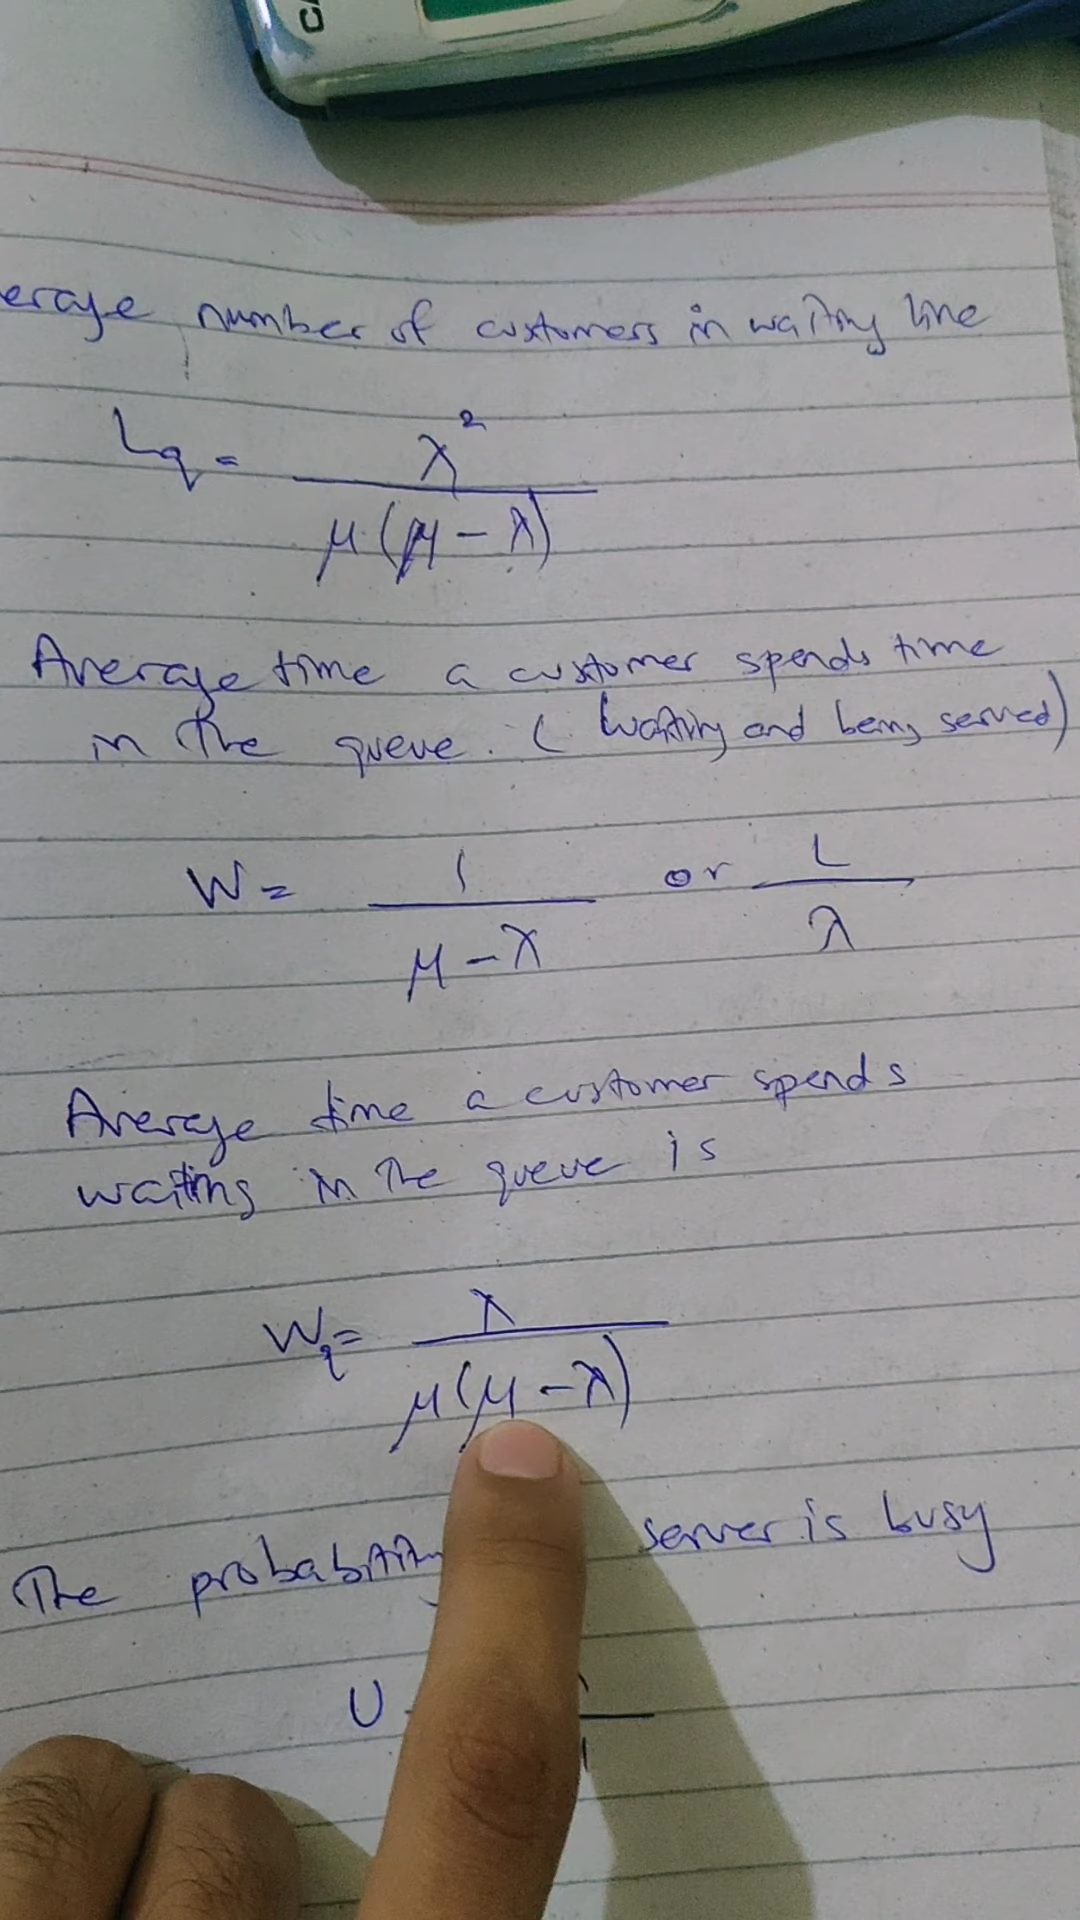 erage number of customers in waiting line
Lq = λ² / μ(μ - λ)
Average time a customer spends time
in the queue. (waiting and being served)
W = 1 / μ - λ or L / λ
Average time a customer spends
waiting in the queue is
Wq = λ / μ(μ - λ)
The probability server is busy
U